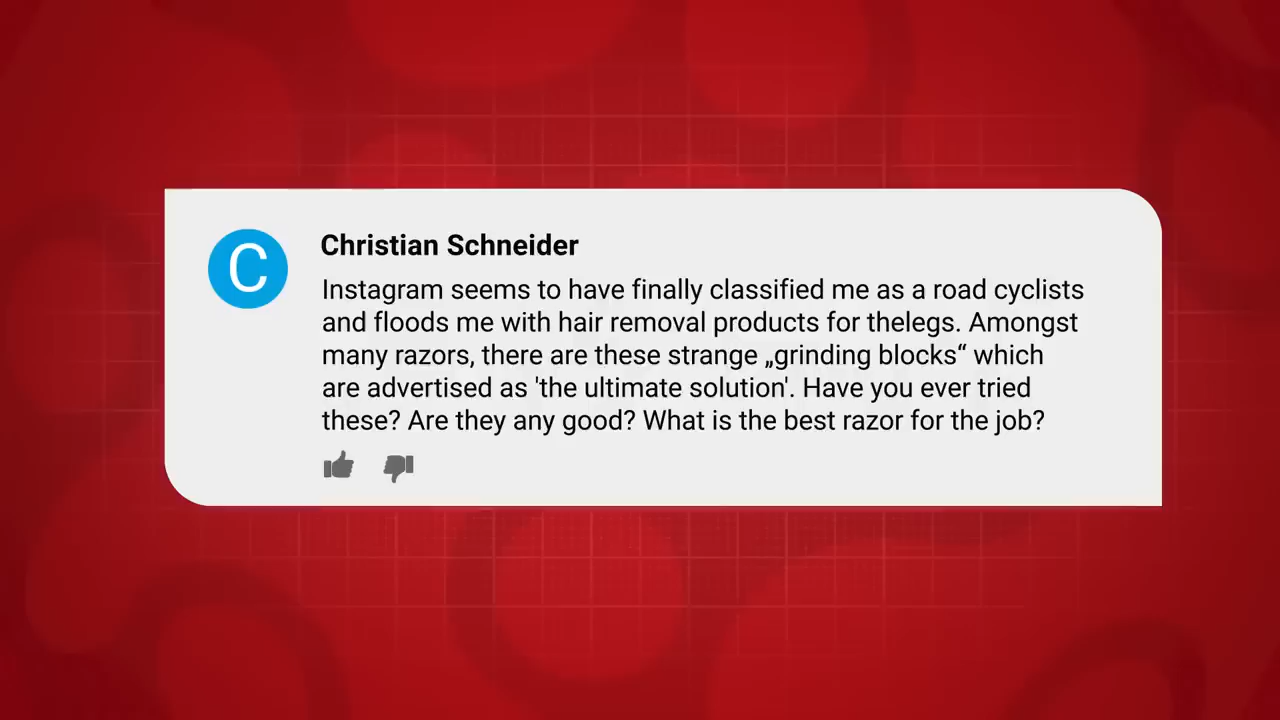 C
Christian Schneider
Instagram seems to have finally classified me as a road cyclists
and floods me with hair removal products for thelegs. Amongst
many razors, there are these strange „grinding blocks“ which
are advertised as 'the ultimate solution'. Have you ever tried
these? Are they any good? What is the best razor for the job?